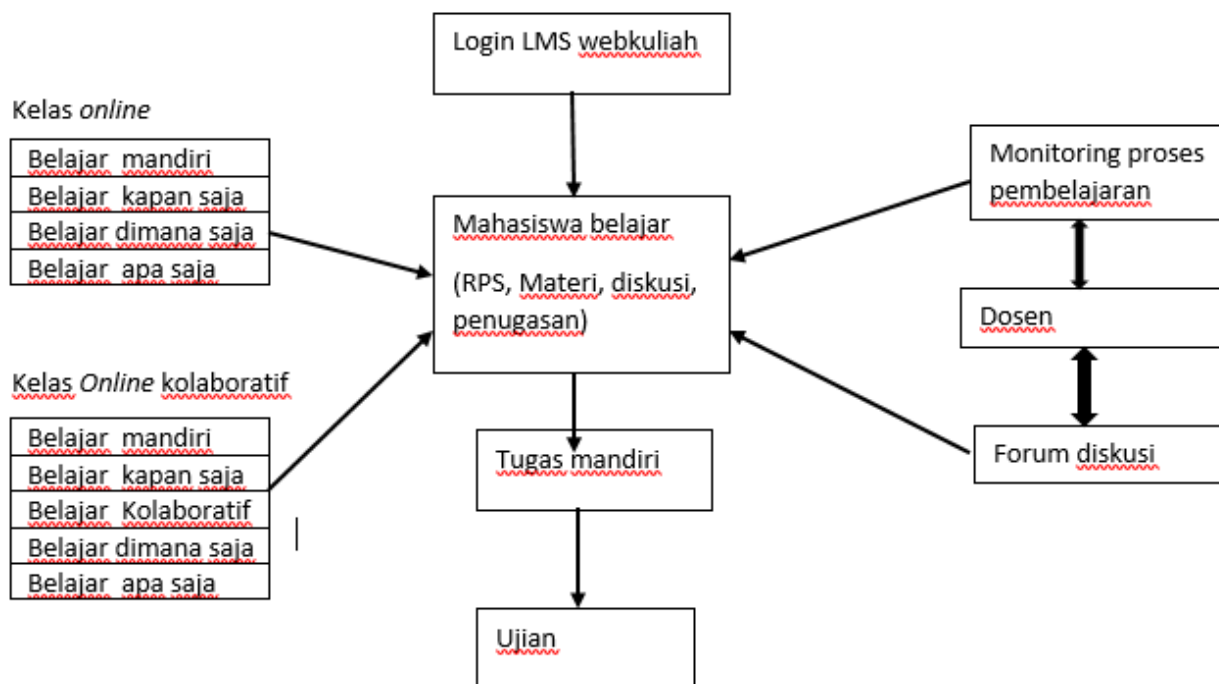 Login LMS webkuliah
Kelas online
Belajar mandiri
Belajar kapan saja
Belajar dimana saja
Belajar apa saja
Mahasiswa belajar
(RPS, Materi, diskusi,
penugasan)
Monitoring proses
pembelajaran
Dosen
Forum diskusi
Kelas Online kolaboratif
Belajar mandiri
Belajar kapan saja
Belajar Kolaboratif
Belajar dimana saja
Belajar apa saja
Tugas mandiri
Ujian